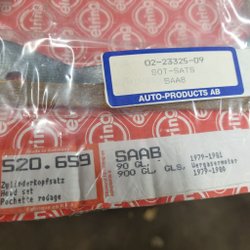 02-23325-09
SOT-SATS
SAAB
AUTO-PRODUCTS AB
elring
520.659
Zylinderkopfsatz
Head set
Pochette rodage
SAAB
90 GL.
900 GL. GLS.
1979-1981
Vergasermotor
1979-1980